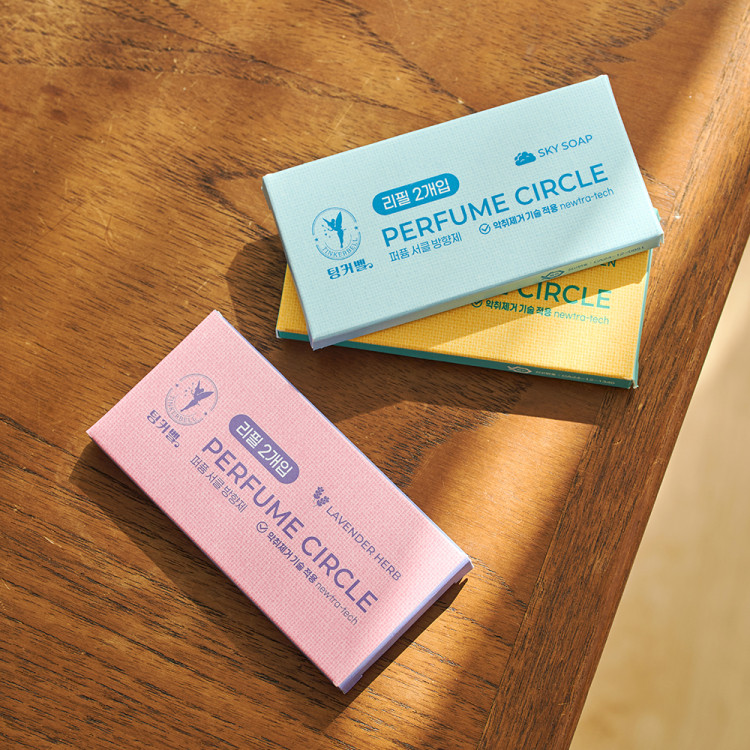 SKY SOAP
리필 2개입
PERFUME CIRCLE
퍼퓸 서클 방향제
악취제거 기술 적용 newtra-tech
TINKERBELL
팅커벨
CIRCLE
악취제거 기술 적용 newtra-tech
TINKERBELL
팅커벨
리필 2개입
LAVENDER HERB
PERFUME CIRCLE
퍼퓸 서클 방향제
악취제거 기술 적용 newtra-tech